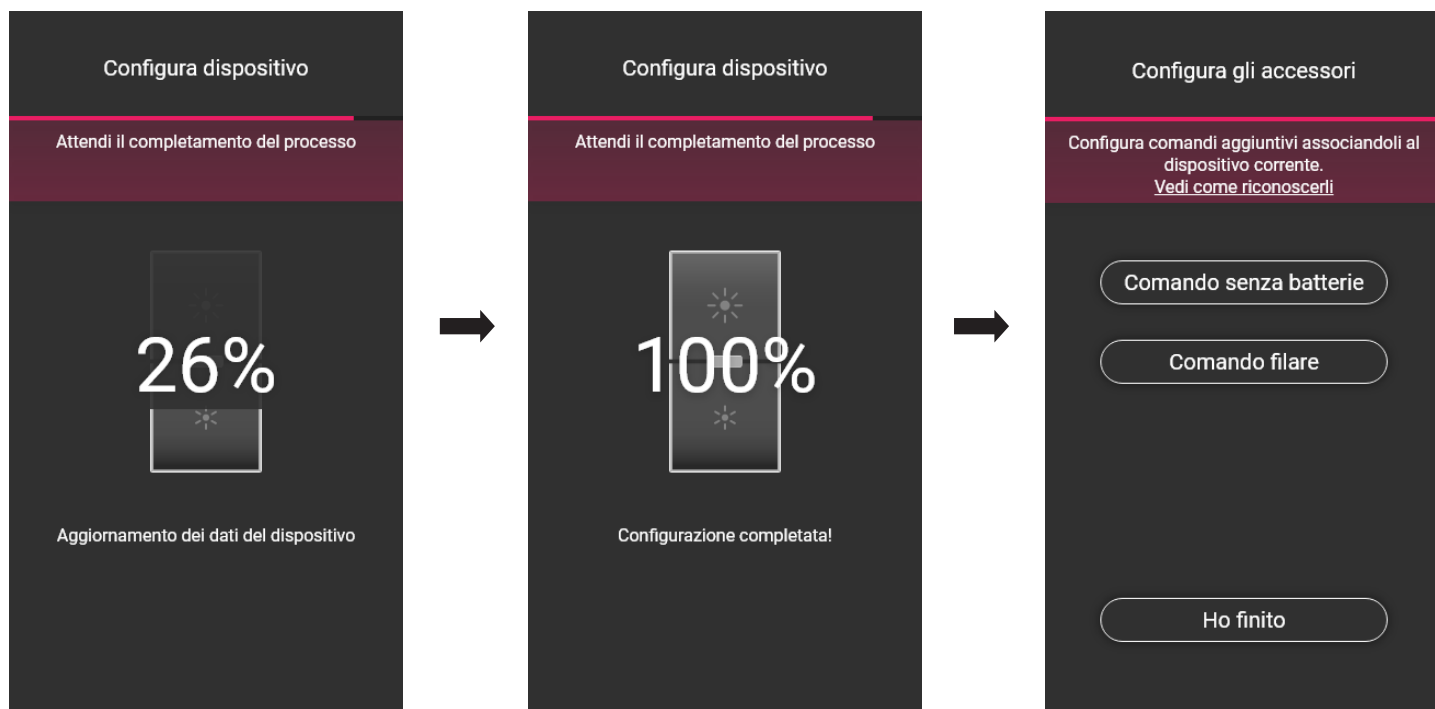 Configura dispositivo
Attendi il completamento del processo
26%
Aggiornamento dei dati del dispositivo
Configura dispositivo
Attendi il completamento del processo
100%
Configurazione completata!
Configura gli accessori
Configura comandi aggiuntivi associandoli al
dispositivo corrente.
Vedi come riconoscerli
Comando senza batterie
Comando filare
Ho finito